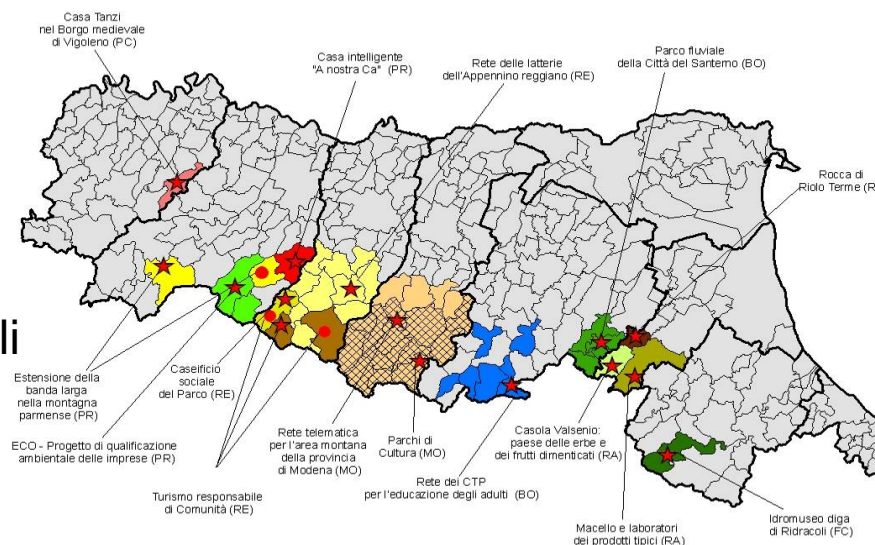 Casa Tanzi
nel Borgo medievale
di Vigoleno (PC)
Casa intelligente
"A nostra Ca" (PR)
Rete delle latterie
dell'Appennino reggiano (RE)
Parco fluviale
della Città del Santerno (BO)
Rocca di
Riolo Terme (R
li
Estensione della
banda larga
nella montagna
parmense (PR)
ECO - Progetto di qualificazione
ambientale delle imprese (PR)
Caseificio
sociale
del Parco (RE)
Turismo responsabile
di Comunità (RE)
Rete telematica
per l'area montana
della provincia
di Modena (MO)
Parchi di
Cultura (MO)
Rete dei CTP
per l'educazione degli adulti (BO)
Casola Valsenio:
paese delle erbe e
dei frutti dimenticati (RA)
Macello e laboratori
dei prodotti tipici (RA)
Idromuseo diga
di Ridracoli (FC)